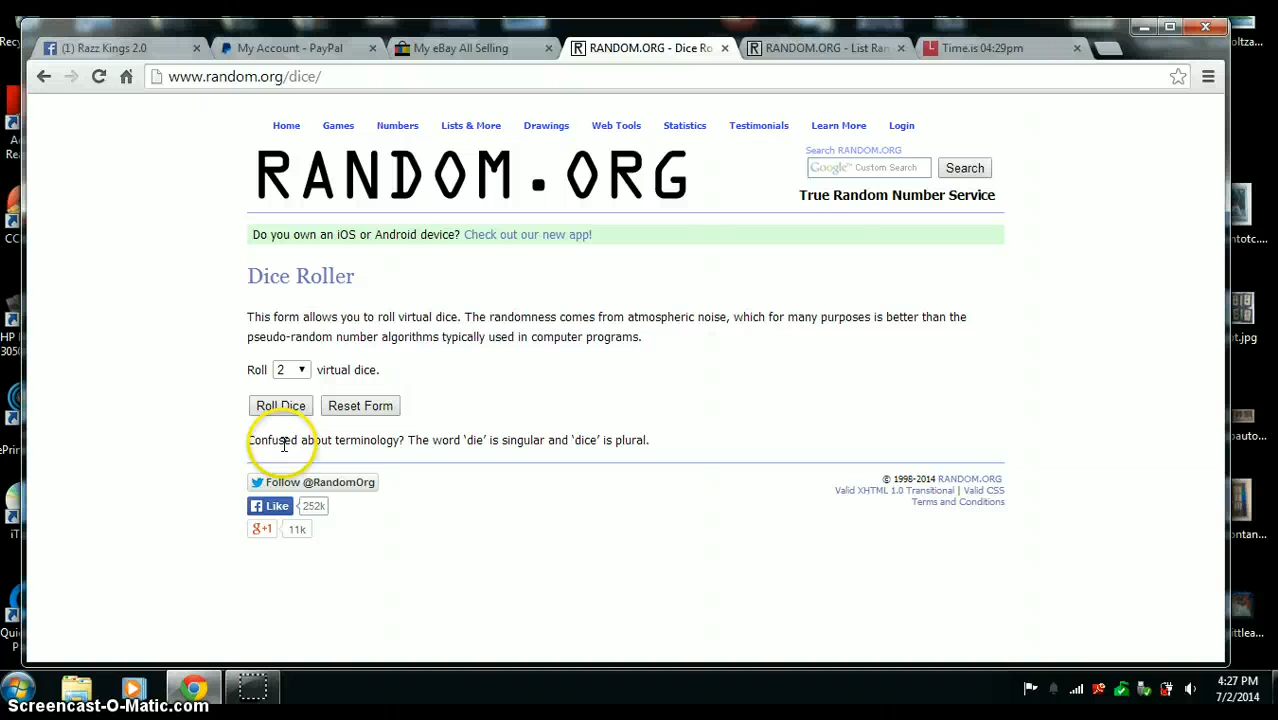 (1) Razz Kings 2.0
My Account - PayPal
My eBay All Selling
RANDOM.ORG - Dice Ro
RANDOM.ORG - List Ran
Time.is 04:29pm
www.random.org/dice/
Home Games Numbers Lists & More Drawings Web Tools Statistics Testimonials Learn More Login
RANDOM.ORG
Search RANDOM.ORG
Google™ Custom Search Search
True Random Number Service
Do you own an iOS or Android device? Check out our new app!
Dice Roller
This form allows you to roll virtual dice. The randomness comes from atmospheric noise, which for many purposes is better than the
pseudo-random number algorithms typically used in computer programs.
Roll 2 virtual dice.
Roll Dice Reset Form
Confused about terminology? The word ‘die’ is singular and ‘dice’ is plural.
Follow @RandomOrg
Like 252k
g+1 11k
© 1998-2014 RANDOM.ORG
Valid XHTML 1.0 Transitional | Valid CSS
Terms and Conditions
4:27 PM
7/2/2014
Screencast-O-Matic.com